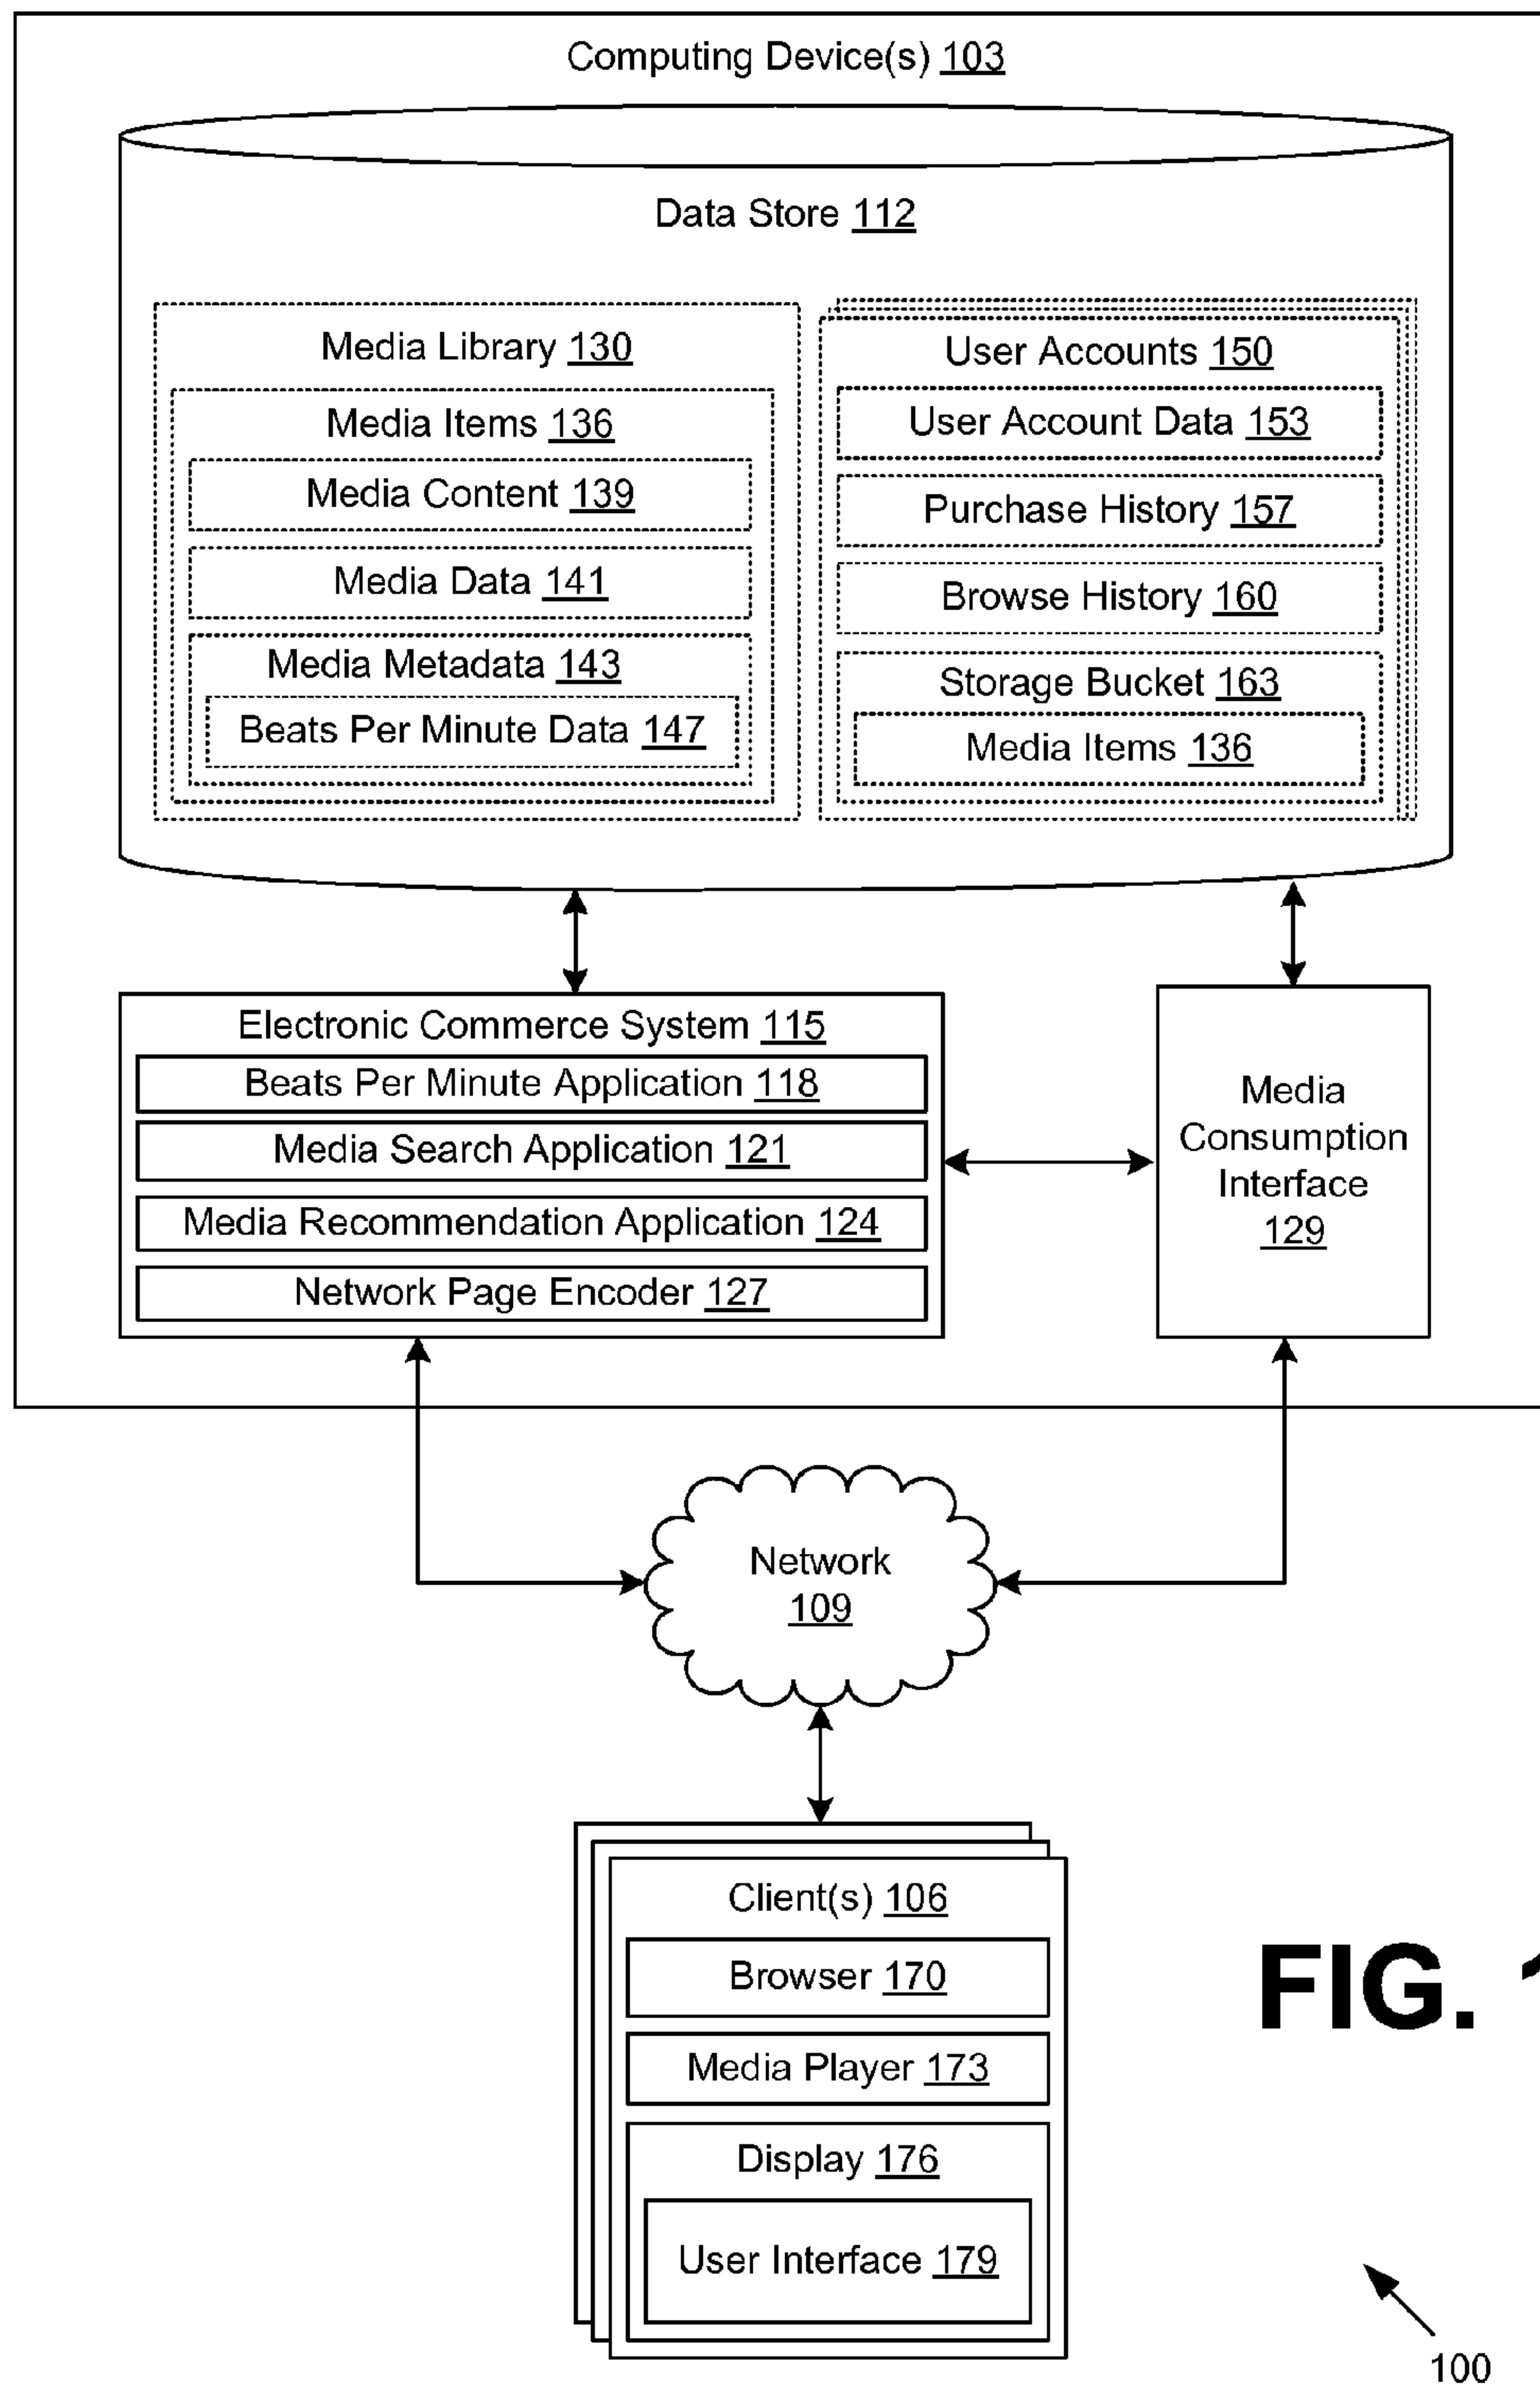 Computing Device(s) 103
Data Store 112
Media Library 130
Media Items 136
Media Content 139
Media Data 141
Media Metadata 143
Beats Per Minute Data 147
User Accounts 150
User Account Data 153
Purchase History 157
Browse History 160
Storage Bucket 163
Media Items 136
Electronic Commerce System 115
Beats Per Minute Application 118
Media Search Application 121
Media Recommendation Application 124
Network Page Encoder 127
Media
Consumption
Interface
129
Network
109
Client(s) 106
Browser 170
Media Player 173
Display 176
User Interface 179
FIG. 1
100